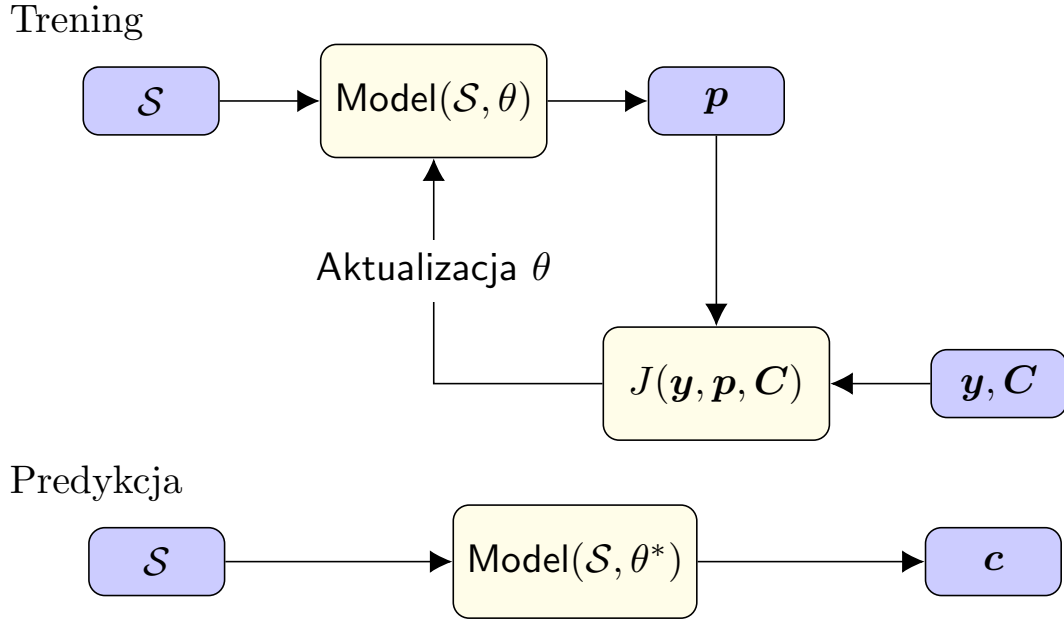 Trening
𝒮
Model(𝒮, θ)
𝒑
Aktualizacja θ
J(𝒚, 𝒑, 𝑪)
𝒚, 𝑪
Predykcja
𝒮
Model(𝒮, θ*)
𝒄